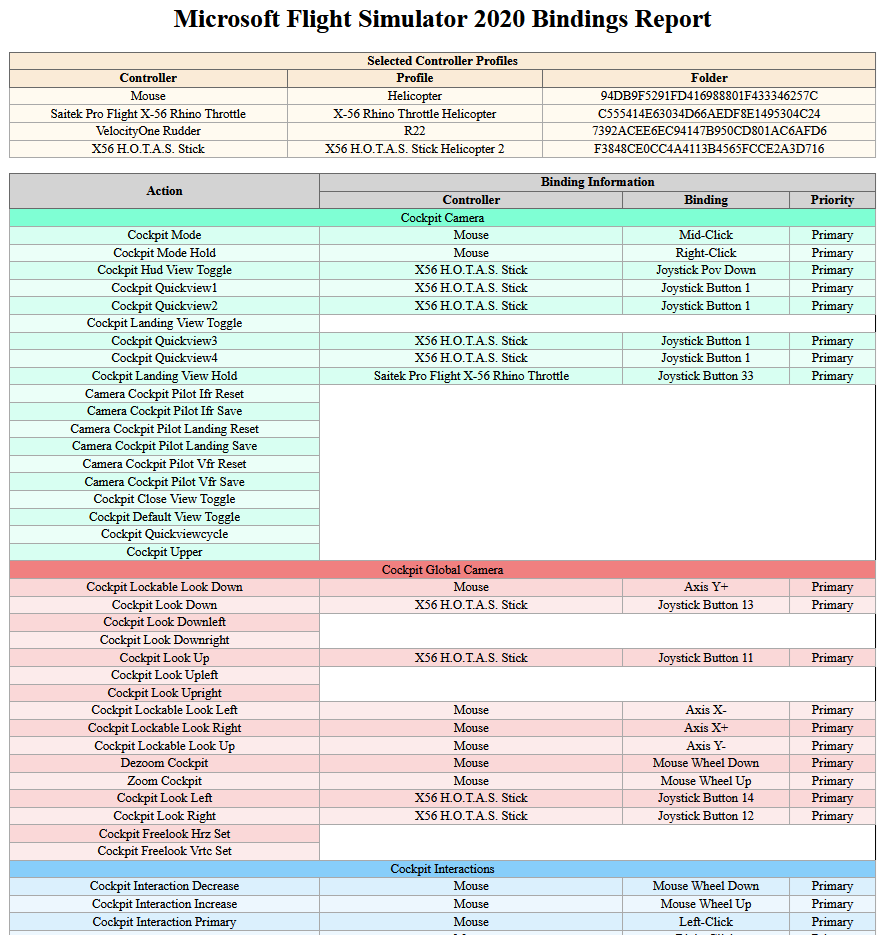 Microsoft Flight Simulator 2020 Bindings Report
Selected Controller Profiles
Controller Profile Folder
Mouse Helicopter 94DB9F5291FD416988801F433346257C
Saitek Pro Flight X-56 Rhino Throttle X-56 Rhino Throttle Helicopter C555414E63034D66AEDF8E1495304C24
VelocityOne Rudder R22 7392ACEE6EC94147B950CD801AC6AFD6
X56 H.O.T.A.S. Stick X56 H.O.T.A.S. Stick Helicopter 2 F3848CE0CC4A4113B4565FCCE2A3D716
Action Binding Information
Controller Binding Priority
Cockpit Camera
Cockpit Mode Mouse Mid-Click Primary
Cockpit Mode Hold Mouse Right-Click Primary
Cockpit Hud View Toggle X56 H.O.T.A.S. Stick Joystick Pov Down Primary
Cockpit Quickview1 X56 H.O.T.A.S. Stick Joystick Button 1 Primary
Cockpit Quickview2 X56 H.O.T.A.S. Stick Joystick Button 1 Primary
Cockpit Landing View Toggle
Cockpit Quickview3 X56 H.O.T.A.S. Stick Joystick Button 1 Primary
Cockpit Quickview4 X56 H.O.T.A.S. Stick Joystick Button 1 Primary
Cockpit Landing View Hold Saitek Pro Flight X-56 Rhino Throttle Joystick Button 33 Primary
Camera Cockpit Pilot Ifr Reset
Camera Cockpit Pilot Ifr Save
Camera Cockpit Pilot Landing Reset
Camera Cockpit Pilot Landing Save
Camera Cockpit Pilot Vfr Reset
Camera Cockpit Pilot Vfr Save
Cockpit Close View Toggle
Cockpit Default View Toggle
Cockpit Quickviewcycle
Cockpit Upper
Cockpit Global Camera
Cockpit Lockable Look Down Mouse Axis Y+ Primary
Cockpit Look Down X56 H.O.T.A.S. Stick Joystick Button 13 Primary
Cockpit Look Downleft
Cockpit Look Downright
Cockpit Look Up X56 H.O.T.A.S. Stick Joystick Button 11 Primary
Cockpit Look Upleft
Cockpit Look Upright
Cockpit Lockable Look Left Mouse Axis X- Primary
Cockpit Lockable Look Right Mouse Axis X+ Primary
Cockpit Lockable Look Up Mouse Axis Y- Primary
Dezoom Cockpit Mouse Mouse Wheel Down Primary
Zoom Cockpit Mouse Mouse Wheel Up Primary
Cockpit Look Left X56 H.O.T.A.S. Stick Joystick Button 14 Primary
Cockpit Look Right X56 H.O.T.A.S. Stick Joystick Button 12 Primary
Cockpit Freelook Hrz Set
Cockpit Freelook Vrtc Set
Cockpit Interactions
Cockpit Interaction Decrease Mouse Mouse Wheel Down Primary
Cockpit Interaction Increase Mouse Mouse Wheel Up Primary
Cockpit Interaction Primary Mouse Left-Click Primary